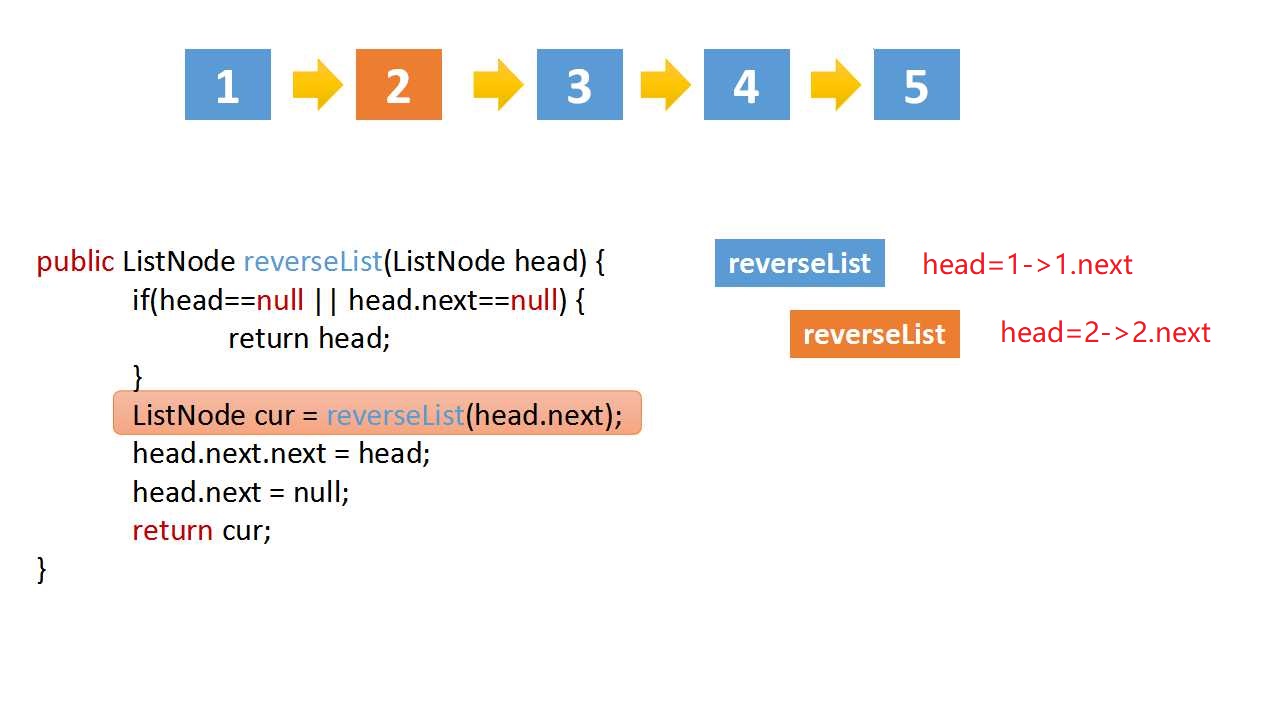 1 2 3 4 5
public ListNode reverseList(ListNode head) {
if(head==null || head.next==null) {
return head;
}
ListNode cur = reverseList(head.next);
head.next.next = head;
head.next = null;
return cur;
}
reverseList head=1->1.next
reverseList head=2->2.next